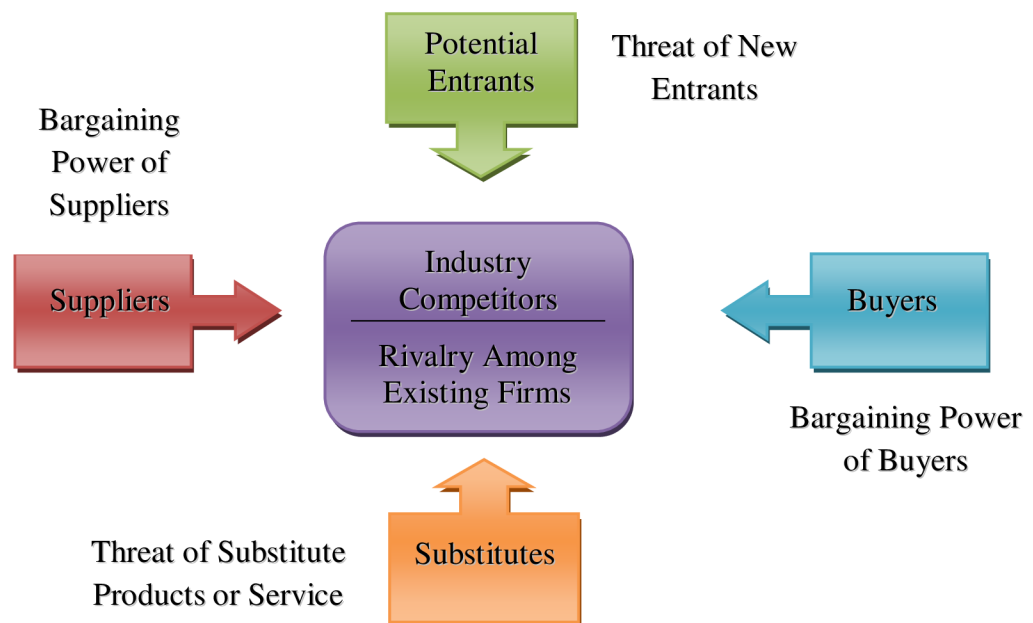 Potential
Entrants
Threat of New
Entrants
Bargaining
Power of
Suppliers
Suppliers
Industry
Competitors
Rivalry Among
Existing Firms
Buyers
Bargaining Power
of Buyers
Threat of Substitute
Products or Service
Substitutes